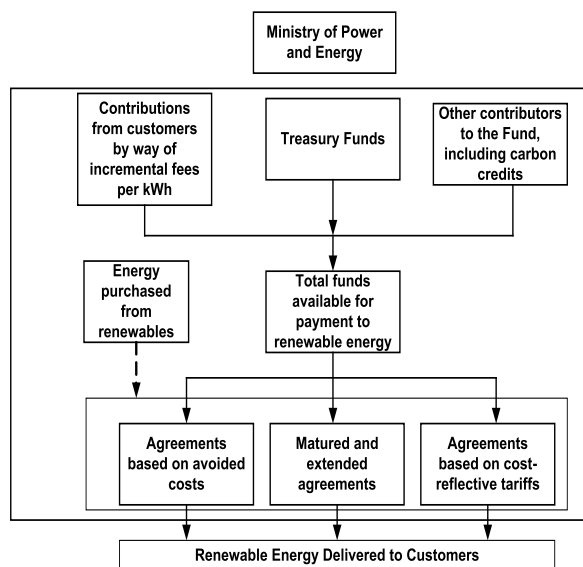 Ministry of Power
and Energy
Contributions
from customers
by way of
incremental fees
per kWh
Treasury Funds
Other contributors
to the Fund,
including carbon
credits
Energy
purchased
from
renewables
Total funds
available for
payment to
renewable energy
Agreements
based on avoided
costs
Matured and
extended
agreements
Agreements
based on cost-
reflective tariffs
Renewable Energy Delivered to Customers